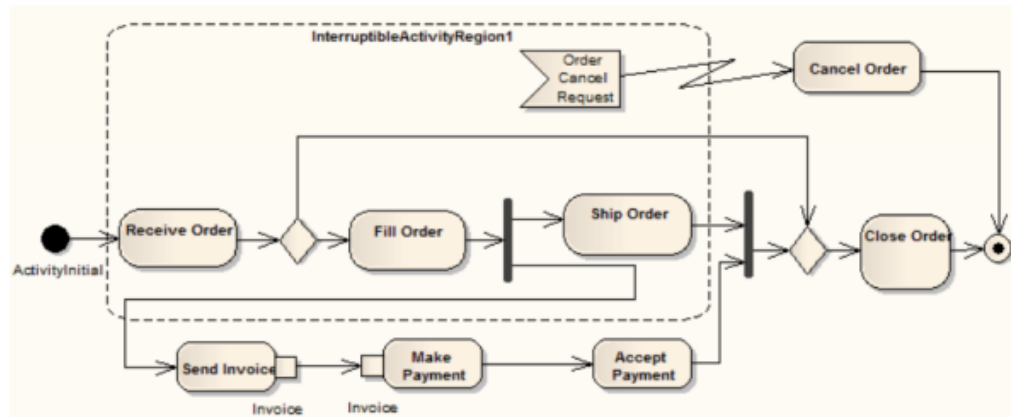 InterruptibleActivityRegion1
Order
Cancel
Request
Cancel Order
Receive Order
Fill Order
Ship Order
Close Order
ActivityInitial
Send Invoice
Make
Payment
Accept
Payment
Invoice
Invoice